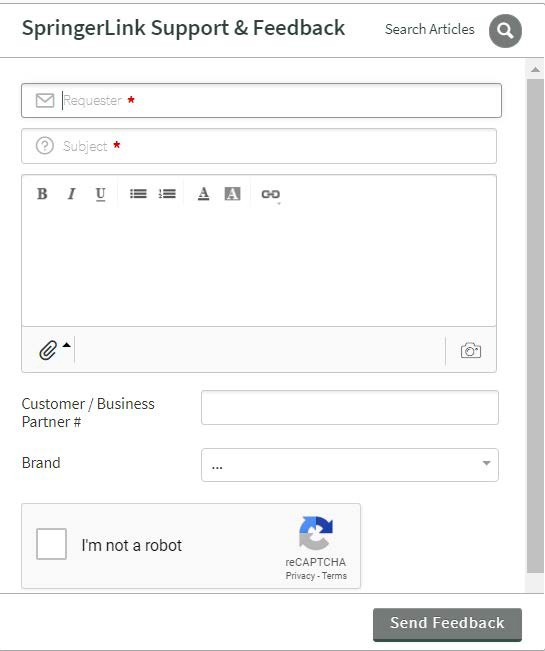 SpringerLink Support & Feedback
Search Articles
Requester *
Subject *
B I U A A
Customer / Business
Partner #
Brand
...
I'm not a robot
reCAPTCHA
Privacy - Terms
Send Feedback